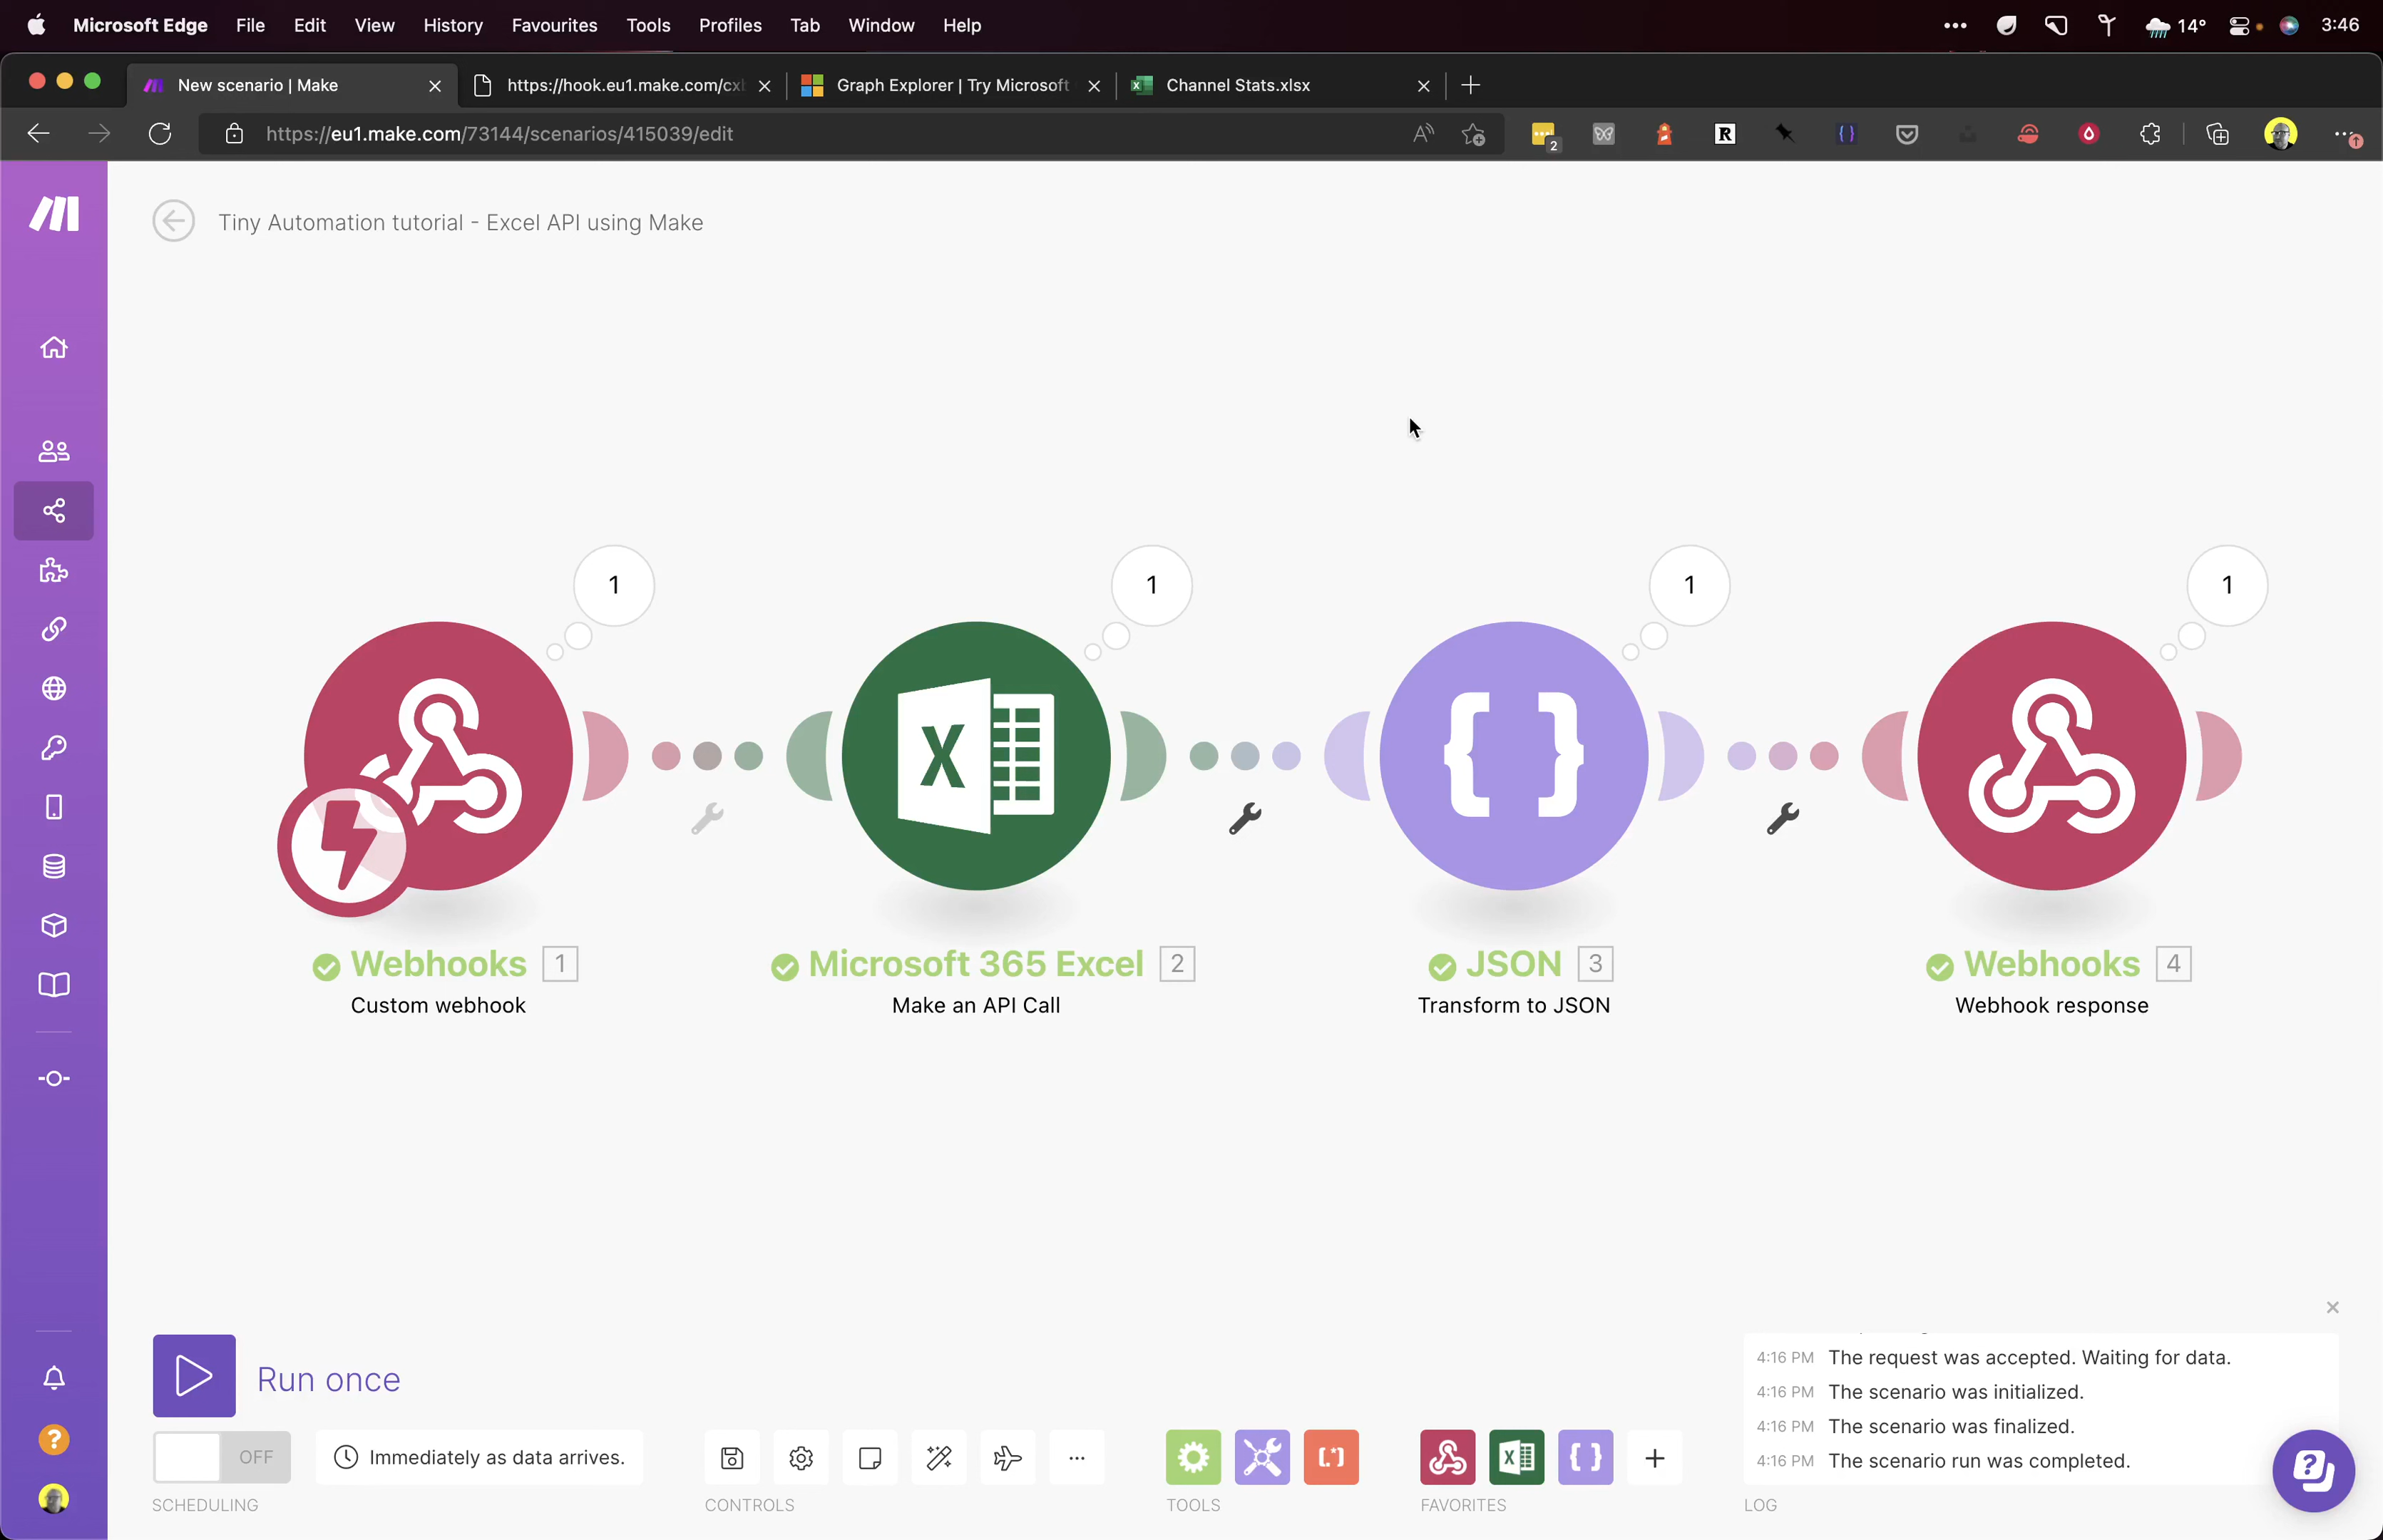 Microsoft Edge File Edit View History Favourites Tools Profiles Tab Window Help 14° 3:46
New scenario | Make https://hook.eu1.make.com/cxl Graph Explorer | Try Microsoft Channel Stats.xlsx
https://eu1.make.com/73144/scenarios/415039/edit 2
Tiny Automation tutorial - Excel API using Make
1 1 1 1
Webhooks 1 Microsoft 365 Excel 2 JSON 3 Webhooks 4
Custom webhook Make an API Call Transform to JSON Webhook response
Run once
4:16 PM The request was accepted. Waiting for data.
4:16 PM The scenario was initialized.
4:16 PM The scenario was finalized.
4:16 PM The scenario run was completed.
OFF Immediately as data arrives.
SCHEDULING CONTROLS TOOLS FAVORITES LOG